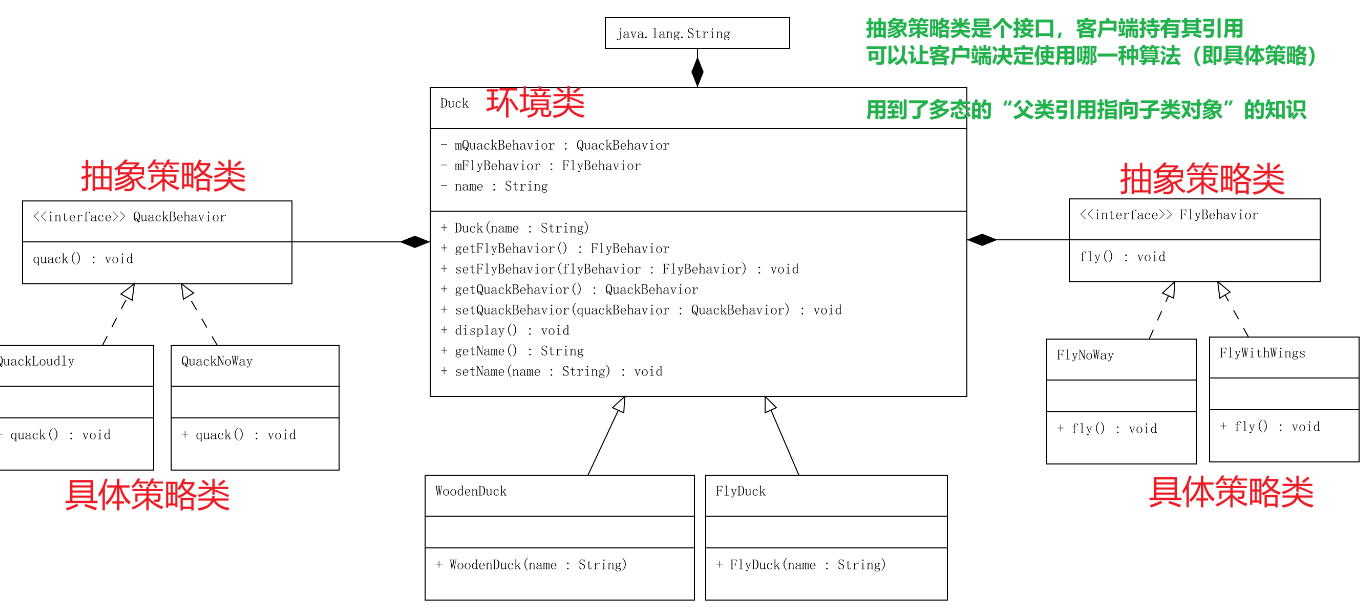 java.lang.String
抽象策略类是个接口，客户端持有其引用
可以让客户端决定使用哪一种算法（即具体策略）
用到了多态的“父类引用指向子类对象”的知识
Duck
环境类
- mQuackBehavior : QuackBehavior
- mFlyBehavior : FlyBehavior
- name : String
+ Duck(name : String)
+ getFlyBehavior() : FlyBehavior
+ setFlyBehavior(flyBehavior : FlyBehavior) : void
+ getQuackBehavior() : QuackBehavior
+ setQuackBehavior(quackBehavior : QuackBehavior) : void
+ display() : void
+ getName() : String
+ setName(name : String) : void
抽象策略类
<<interface>> QuackBehavior
quack() : void
QuackLoudly
+ quack() : void
QuackNoWay
+ quack() : void
具体策略类
抽象策略类
<<interface>> FlyBehavior
fly() : void
FlyNoWay
+ fly() : void
FlyWithWings
+ fly() : void
具体策略类
WoodenDuck
+ WoodenDuck(name : String)
FlyDuck
+ FlyDuck(name : String)